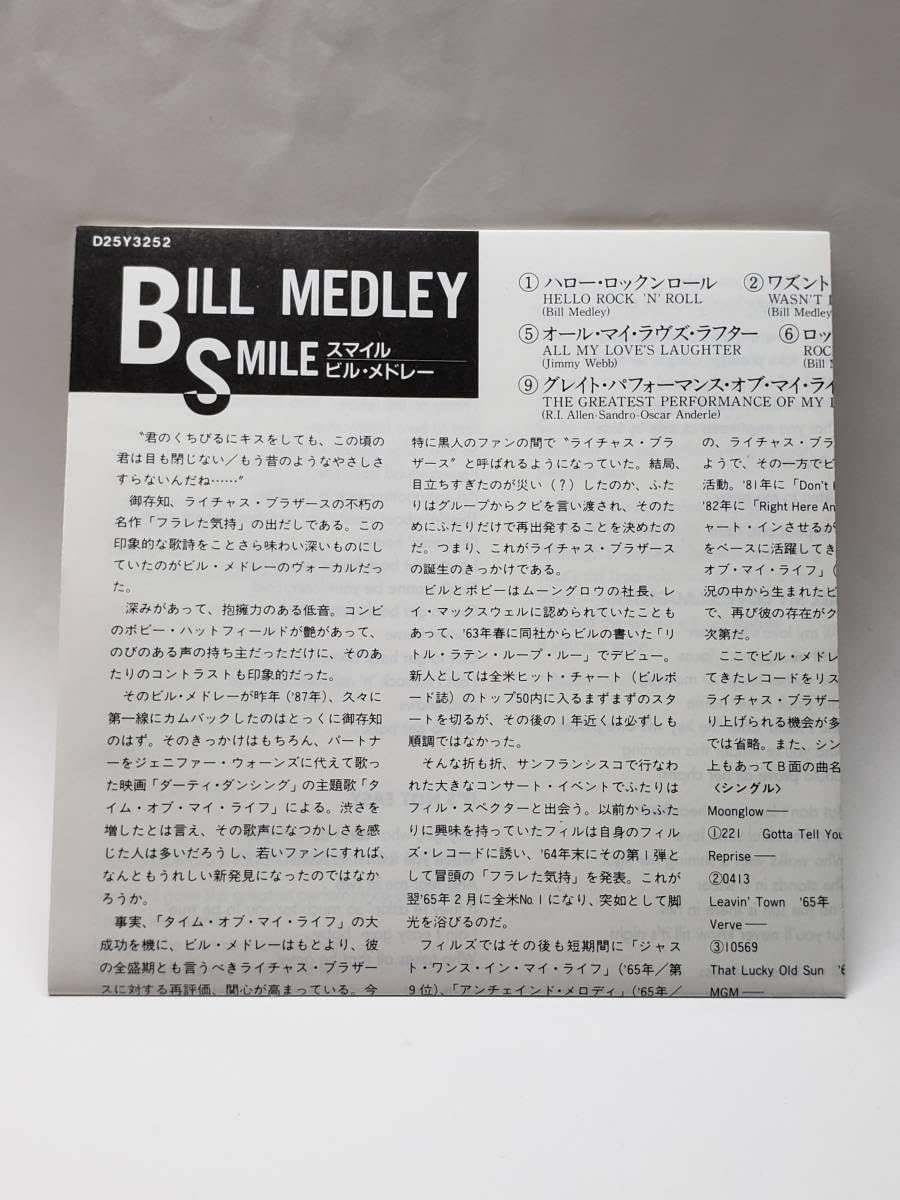 D25Y3252
BILL MEDLEY
SMILE スマイル
ビル・メドレー
①ハロー・ロックンロール
HELLO ROCK 'N' ROLL
(Bill Medley)
②ワズント
WASN'T
(Bill Medley
⑤オール・マイ・ラヴズ・ラフター
ALL MY LOVE'S LAUGHTER
(Jimmy Webb)
⑥ロッ
ROC
(Bill
⑨グレイト・パフォーマンス・オブ・マイ・ライ
THE GREATEST PERFORMANCE OF MY
(R.I. Allen-Sandro-Oscar Anderle)
〝君のくちびるにキスをしても、この頃の
君は目も閉じない／もう昔のようなやさしさ
すらないんだね……〞
御存知、ライチャス・ブラザースの不朽の
名作「フラレた気持」の出だしである。この
印象的な歌詩をことさら味わい深いものにし
ていたのがビル・メドレーのヴォーカルだっ
た。
深みがあって、抱擁力のある低音。コンビ
のボビー・ハットフィールドが艶があって、
のびのある声の持ち主だっただけに、そのあ
たりのコントラストも印象的だった。
そのビル・メドレーが昨年（'87年）、久々に
第一線にカムバックしたのはとっくに御存知
のはず。そのきっかけはもちろん、パートナ
ーをジェニファー・ウォーンズに代えて歌っ
た映画「ダーティ・ダンシング」の主題歌「タ
イム・オブ・マイ・ライフ」による。渋さを
増したとは言え、その歌声になつかしさを感
じた人は多いだろうし、若いファンにすれば、
なんともうれしい新発見になったのではなか
ろうか。
事実、「タイム・オブ・マイ・ライフ」の大
成功を機に、ビル・メドレーはもとより、彼
の全盛期とも言うべきライチャス・ブラザー
スに対する再評価、関心が高まっている。今
特に黒人のファンの間で〝ライチャス・ブラ
ザース〞と呼ばれるようになっていた。結局、
目立ちすぎたのが災い（？）したのか、ふた
りはグループからクビを言い渡され、そのた
めにふたりだけで再出発することを決めたの
だ。つまり、これがライチャス・ブラザース
の誕生のきっかけである。
ビルとボビーはムーングロウの社長、レ
イ・マックスウェルに認められていたことも
あって、'63年春に同社からビルの書いた「リ
トル・ラテン・ループ・ルー」でデビュー。
新人としては全米ヒット・チャート（ビルボ
ード誌）のトップ50内に入るまずまずのスタ
ートを切るが、その後の1年近くは必ずしも
順調ではなかった。
そんな折も折、サンフランシスコで行なわ
れた大きなコンサート・イベントでふたりは
フィル・スペクターと出会う。以前からふた
りに興味を持っていたフィルは自身のフィル
ズ・レコードに誘い、'64年末にその第1弾と
して冒頭の「フラレた気持」を発表。これが
翌'65年2月に全米No.1になり、突如として脚
光を浴びるのだ。
フィルズではその後も短期間に「ジャス
ト・ワンス・イン・マイ・ライフ」（'65年／第
9位）、「アンチェインド・メロディ」（'65年／
の、ライチャス・ブラ
ようで、その一方でビ
活動。'81年に「Don't
'82年に「Right Here An
ャート・インさせるが
をベースに活躍してき
オブ・マイ・ライフ」（
況の中から生まれたビ
で、再び彼の存在がク
次第だ。
ここでビル・メドレ
てきたレコードをリス
ライチャス・ブラザー
り上げられる機会が多
では省略。また、シン
上もあってB面の曲名
〈シングル〉
Moonglow──
①221 Gotta Tell You
Reprise──
②0413
Leavin' Town '65年
Verve──
③10569
That Lucky Old Sun
MGM──